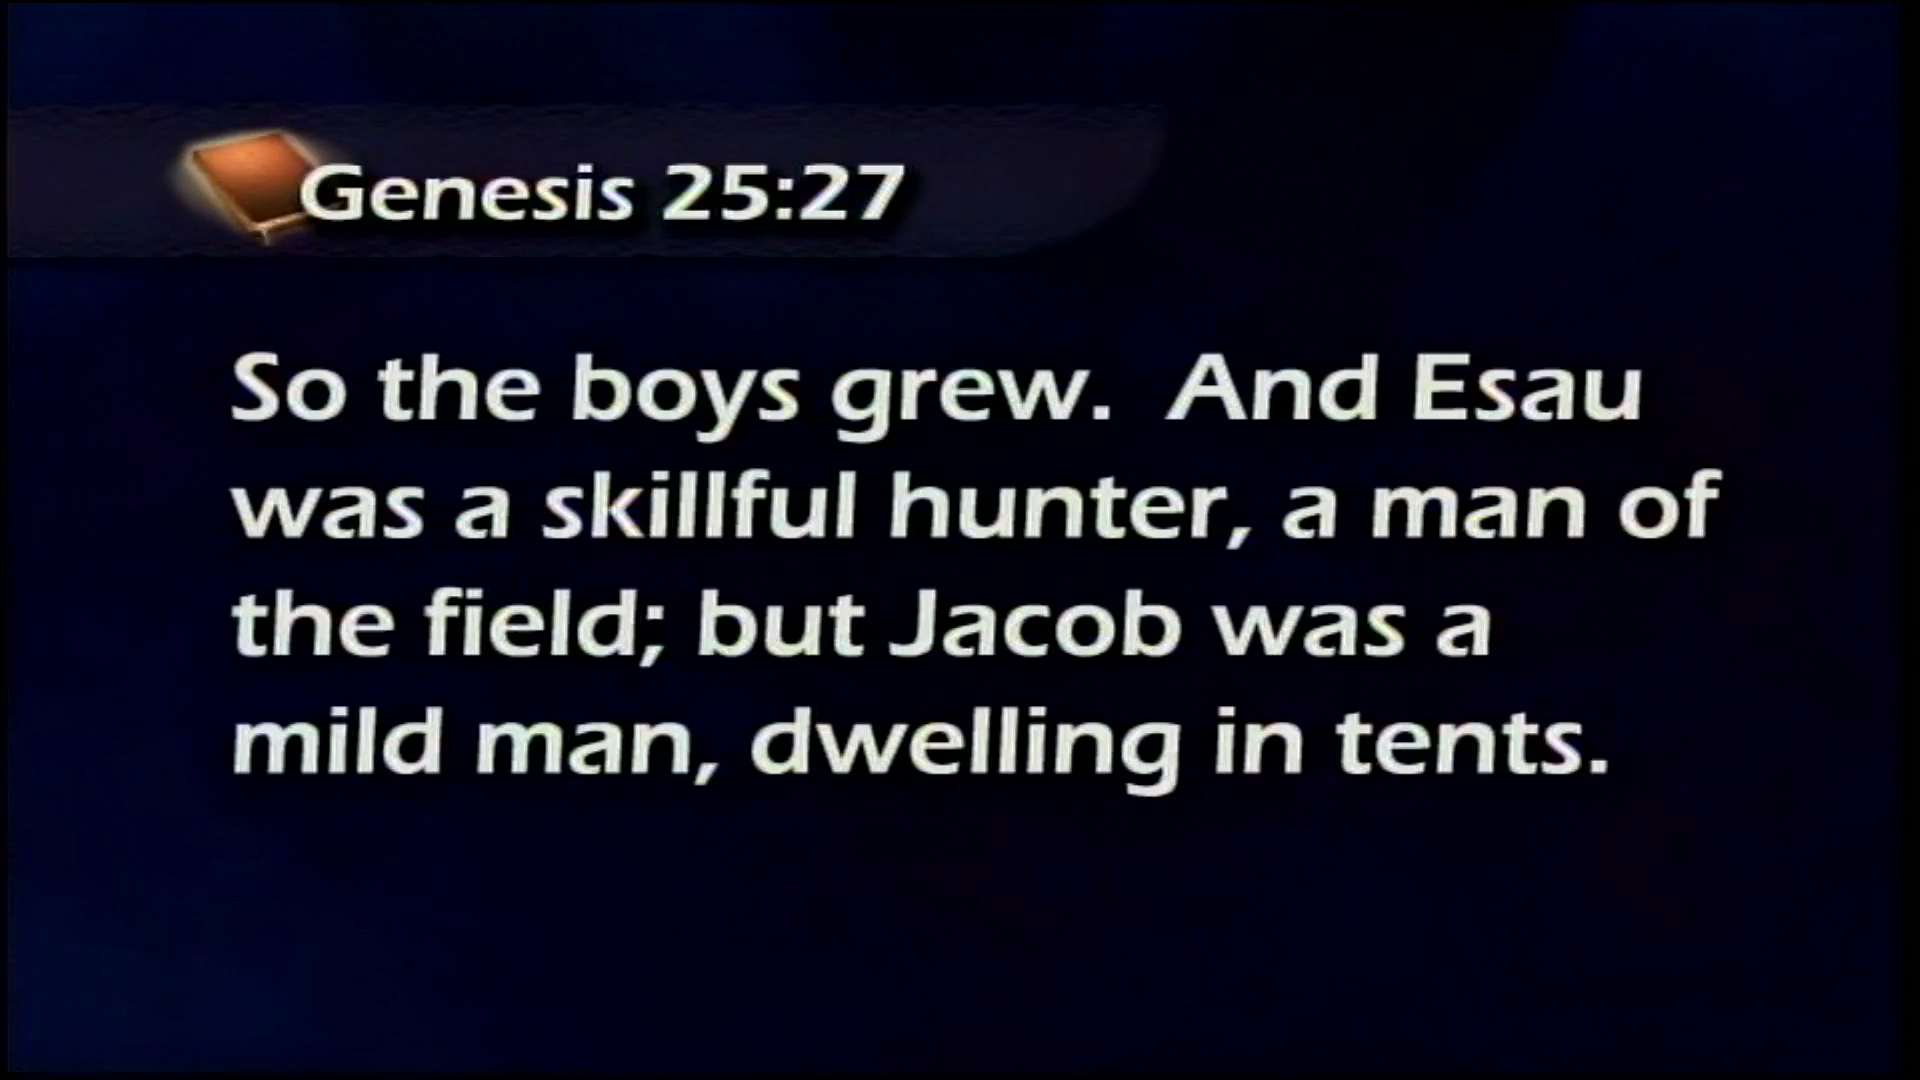 Genesis 25:27
So the boys grew.  And Esau
was a skillful hunter, a man of
the field; but Jacob was a
mild man, dwelling in tents.